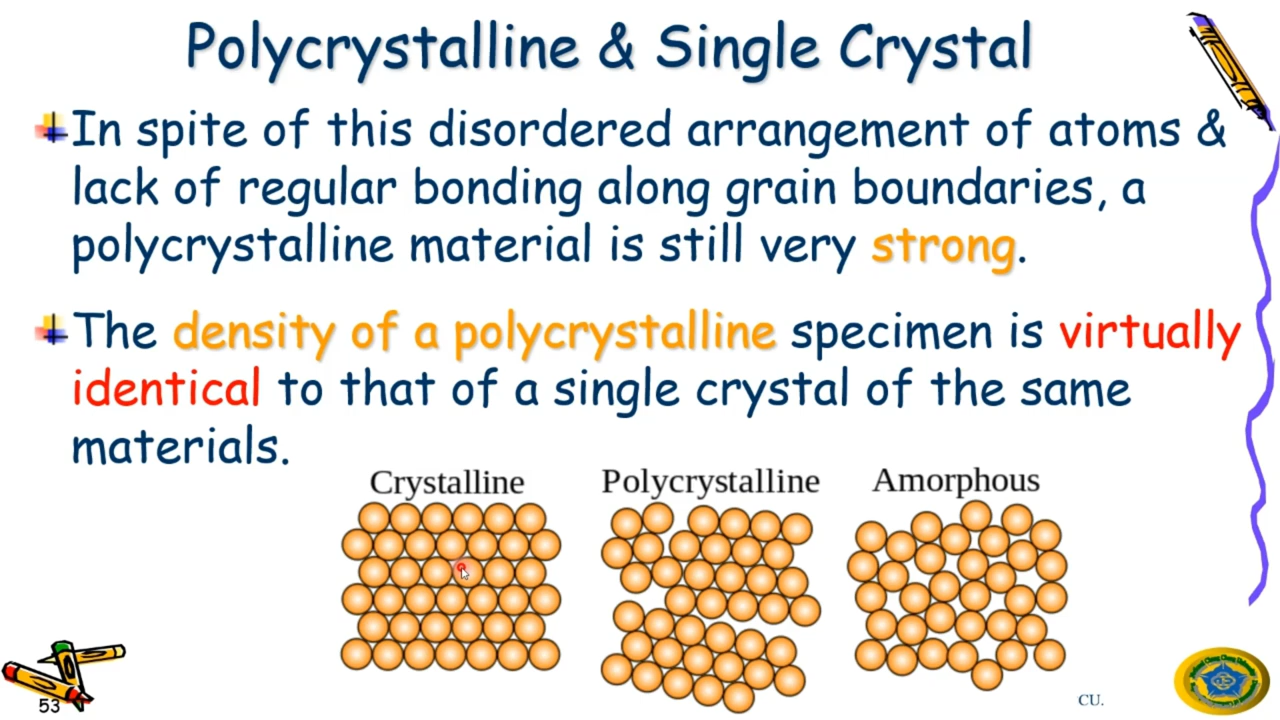 Polycrystalline & Single Crystal
In spite of this disordered arrangement of atoms &
lack of regular bonding along grain boundaries, a
polycrystalline material is still very strong.
The density of a polycrystalline specimen is virtually
identical to that of a single crystal of the same
materials.
Crystalline Polycrystalline Amorphous
53
CU.